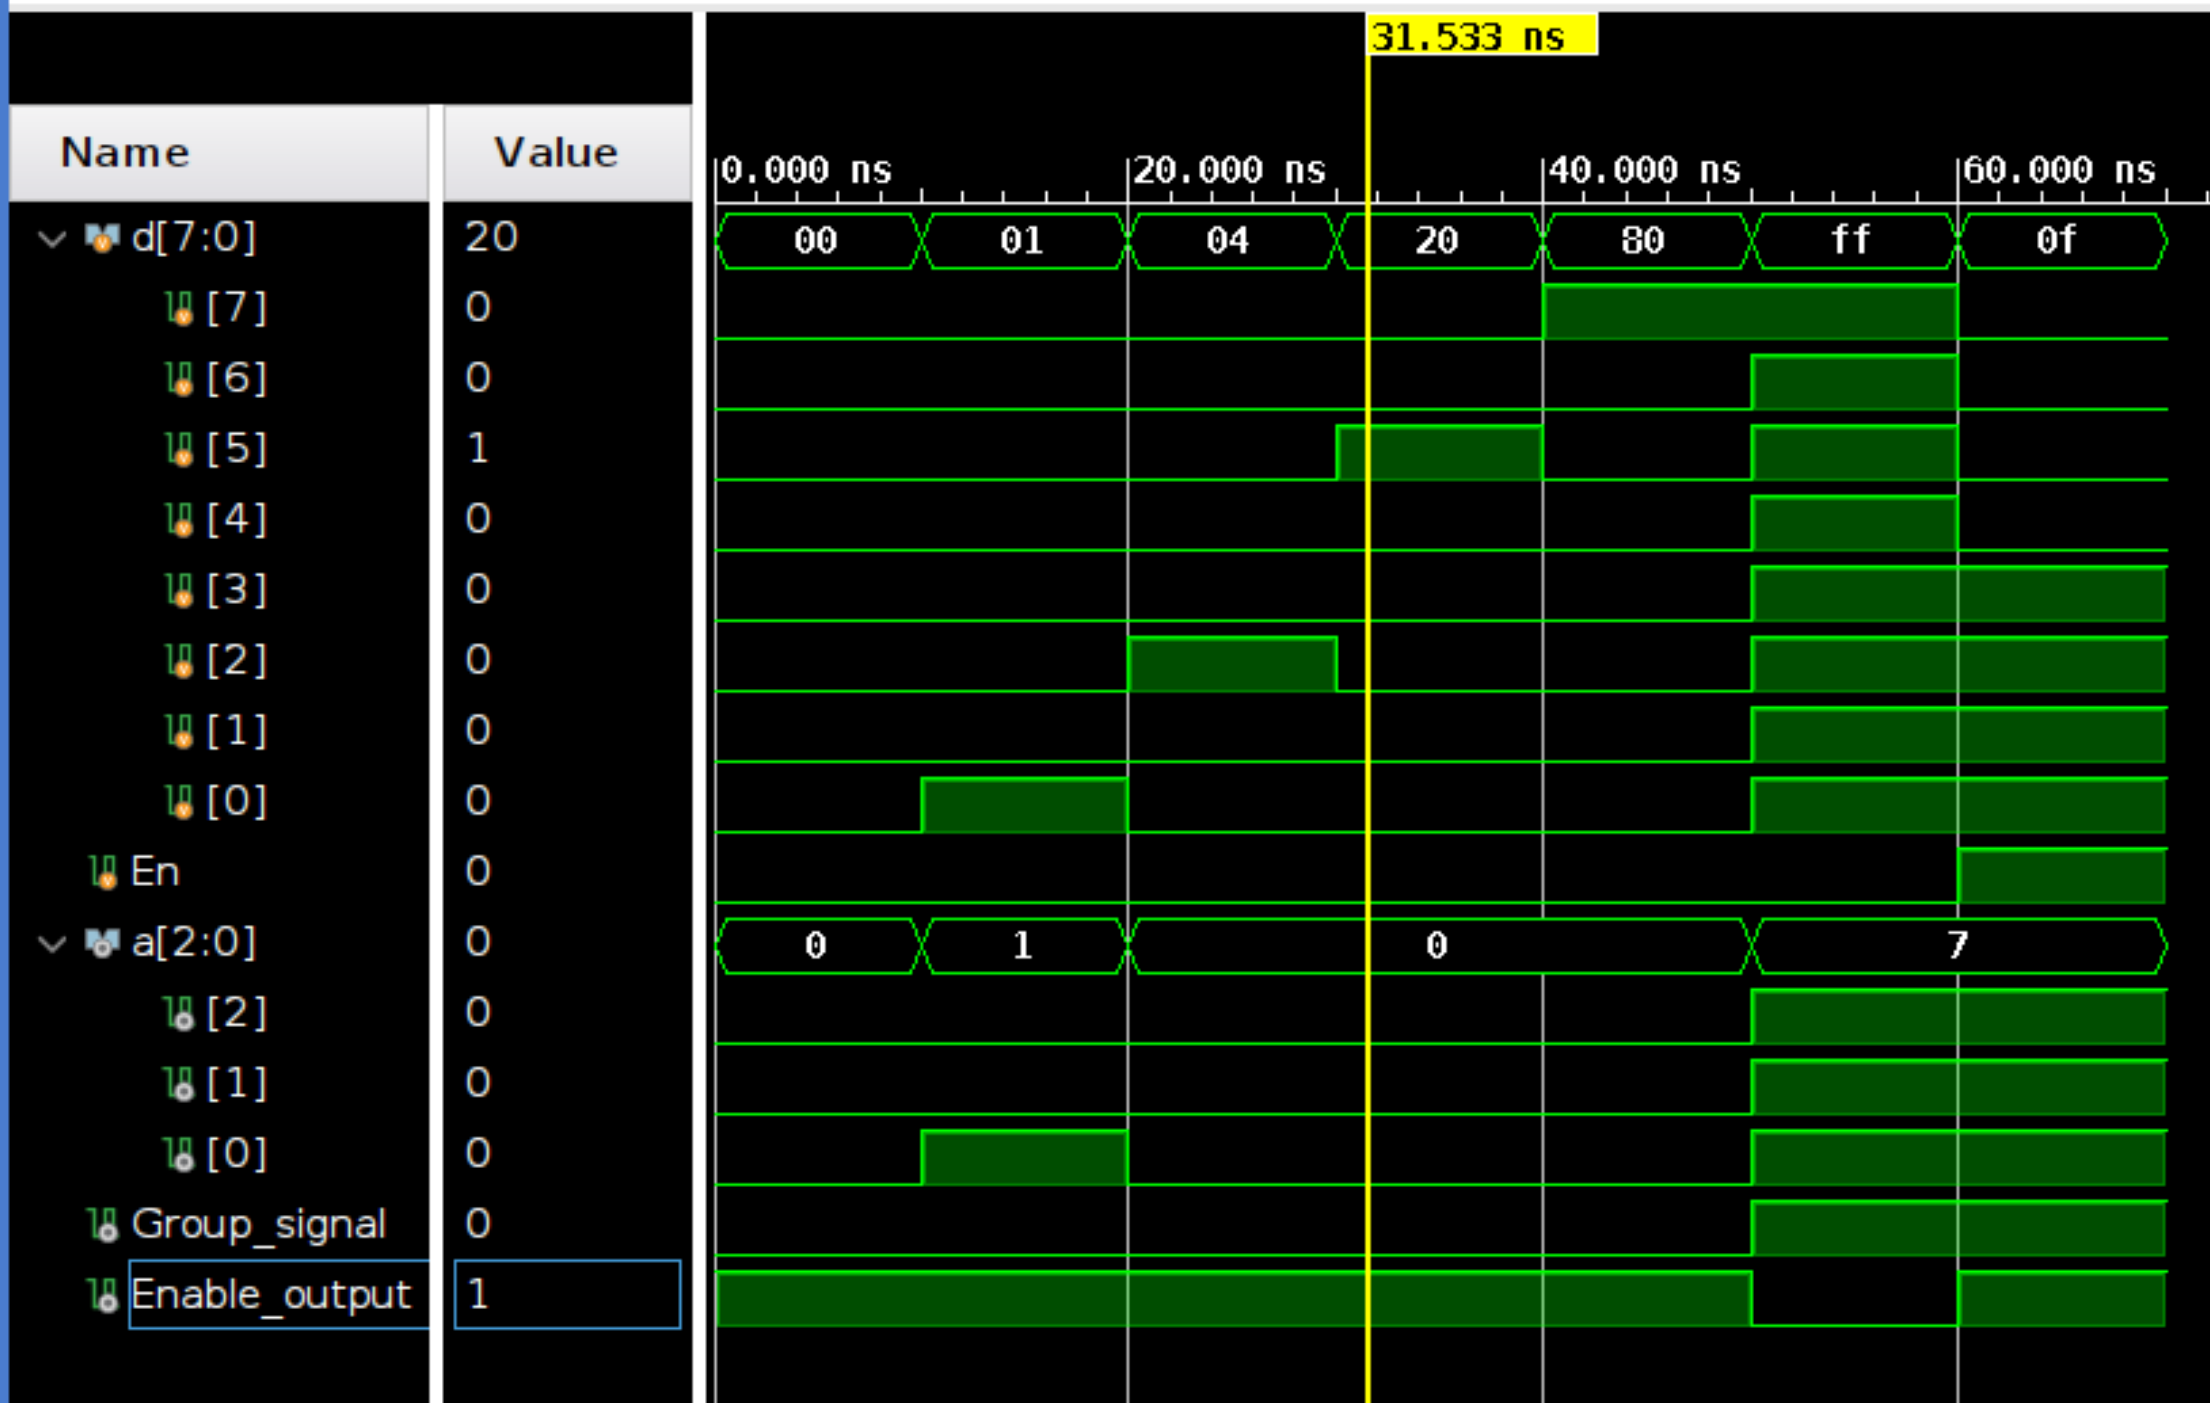 31.533 ns
Name Value 0.000 ns 20.000 ns 40.000 ns 60.000 ns
d[7:0] 20 00 01 04 20 80 ff 0f
[7] 0
[6] 0
[5] 1
[4] 0
[3] 0
[2] 0
[1] 0
[0] 0
En 0
a[2:0] 0 0 1 0 7
[2] 0
[1] 0
[0] 0
Group_signal 0
Enable_output 1